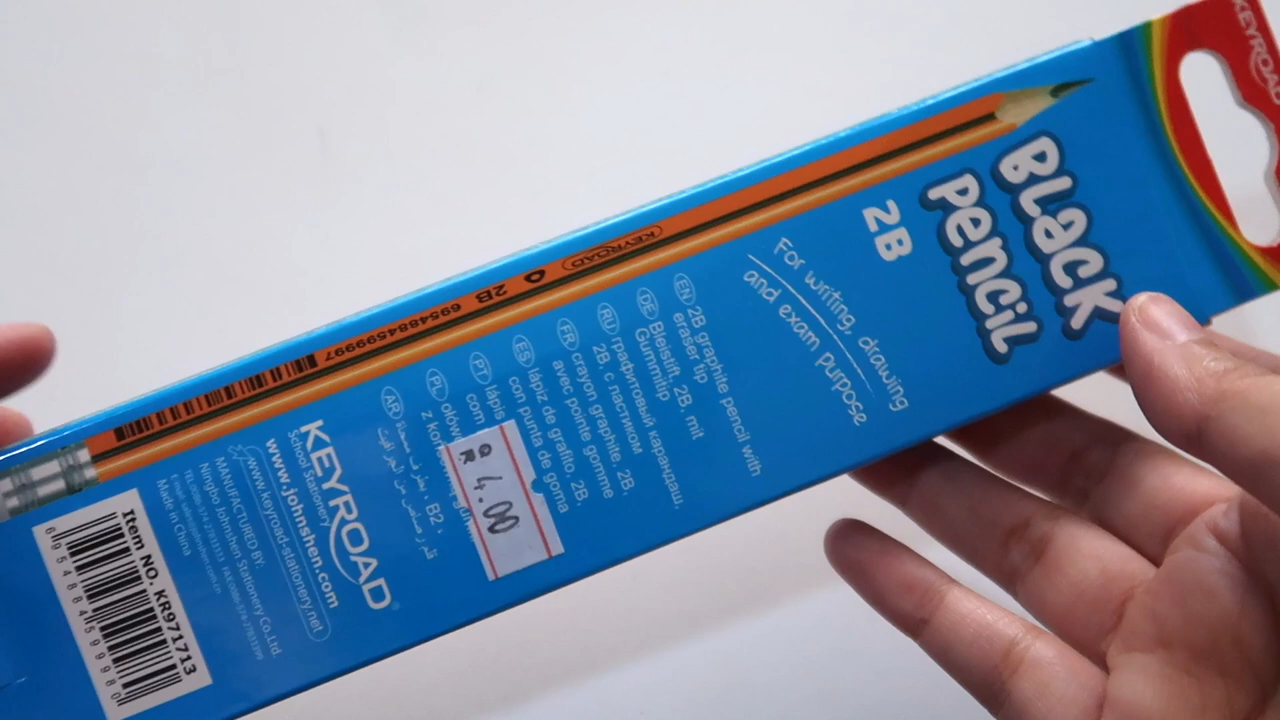 KEYROAD
BLACK
PENCIL
2B
For writing, drawing
and exam purpose
KEYROAD
2B
6954884599997
EN 2B graphite pencil with
eraser tip
DE Bleistift, 2B, mit
Gummitip
RU графитовый карандаш,
2B, с ластиком
FR crayon graphite, 2B,
avec pointe gomme
ES lápiz de grafito, 2B,
con punta de goma
PT lápis
com
PL
AR
4.00
KEYROAD®
School Stationery
www.johnshen.com
www.keyroad-stationery.net
MANUFACTURED BY:
Ningbo Johnshen Stationery Co.,Ltd.
Made in China
Item NO. KR971713
6954884599980